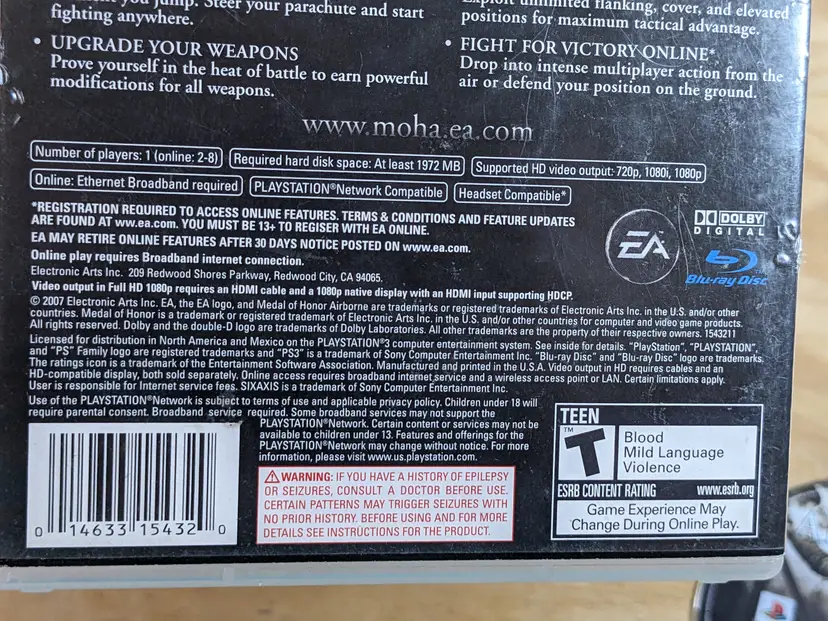 you jump. Steer your parachute and start
fighting anywhere.
• UPGRADE YOUR WEAPONS
Prove yourself in the heat of battle to earn powerful
modifications for all weapons.
Exploit unlimited flanking, cover, and elevated
positions for maximum tactical advantage.
• FIGHT FOR VICTORY ONLINE*
Drop into intense multiplayer action from the
air or defend your position on the ground.
www.moha.ea.com
Number of players: 1 (online: 2-8)
Required hard disk space: At least 1972 MB
Supported HD video output: 720p, 1080i, 1080p
Online: Ethernet Broadband required
PLAYSTATION®Network Compatible
Headset Compatible*
*REGISTRATION REQUIRED TO ACCESS ONLINE FEATURES. TERMS & CONDITIONS AND FEATURE UPDATES
ARE FOUND AT ww.ea.com. YOU MUST BE 13+ TO REGISER WITH EA ONLINE.
EA MAY RETIRE ONLINE FEATURES AFTER 30 DAYS NOTICE POSTED ON www.ea.com.
Online play requires Broadband internet connection.
Electronic Arts Inc. 209 Redwood Shores Parkway, Redwood City, CA 94065.
Video output in Full HD 1080p requires an HDMI cable and a 1080p native display with an HDMI input supporting HDCP.
EA
DOLBY
DIGITAL
Blu-ray Disc
© 2007 Electronic Arts Inc. EA, the EA logo, and Medal of Honor Airborne are trademarks or registered trademarks of Electronic Arts Inc. in the U.S. and/or other
countries. Medal of Honor is a trademark or registered trademark of Electronic Arts Inc. in the U.S. and/or other countries for computer and video game products.
All rights reserved. Dolby and the double-D logo are trademarks of Dolby Laboratories. All other trademarks are the property of their respective owners. 1543211
Licensed for distribution in North America and Mexico on the PLAYSTATION®3 computer entertainment system. See inside for details. "PlayStation", "PLAYSTATION",
and "PS" Family logo are registered trademarks and "PS3" is a trademark of Sony Computer Entertainment Inc. "Blu-ray Disc" and "Blu-ray Disc" logo are trademarks.
The ratings icon is a trademark of the Entertainment Software Association. Manufactured and printed in the U.S.A. Video output in HD requires cables and an
HD-compatible display, both sold separately. Online access requires broadband internet service and a wireless access point or LAN. Certain limitations apply.
User is responsible for Internet service fees. SIXAXIS is a trademark of Sony Computer Entertainment Inc.
Use of the PLAYSTATION®Network is subject to terms of use and applicable privacy policy. Children under 18 will
require parental consent. Broadband service required. Some broadband services may not support the
PLAYSTATION®Network. Certain content or services may not be
available to children under 13. Features and offerings for the
PLAYSTATION®Network may change without notice. For more
information, please visit www.us.playstation.com.
0 14633 15432 0
⚠WARNING: IF YOU HAVE A HISTORY OF EPILEPSY
OR SEIZURES, CONSULT A DOCTOR BEFORE USE.
CERTAIN PATTERNS MAY TRIGGER SEIZURES WITH
NO PRIOR HISTORY. BEFORE USING AND FOR MORE
DETAILS SEE INSTRUCTIONS FOR THE PRODUCT.
TEEN
T™
Blood
Mild Language
Violence
ESRB CONTENT RATING www.esrb.org
Game Experience May
Change During Online Play.